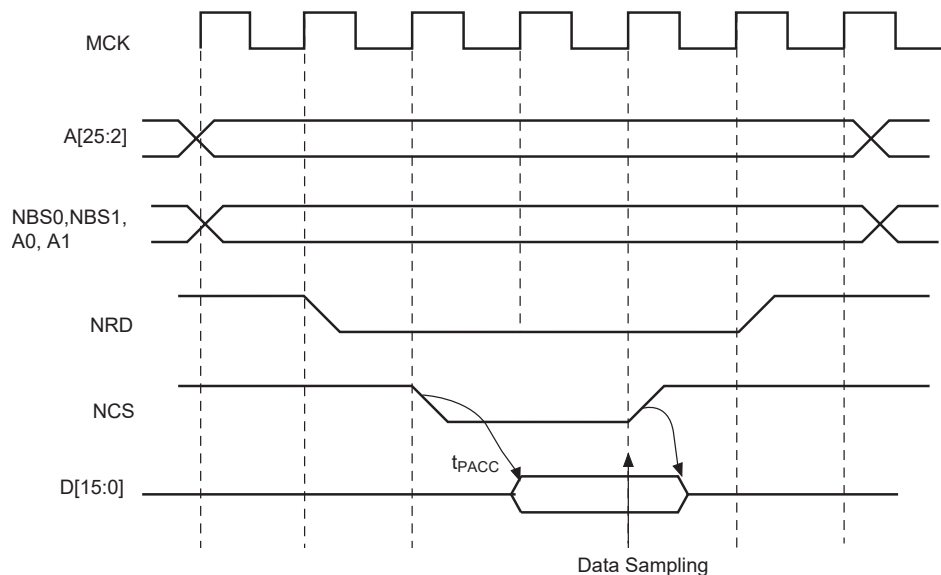 MCK
A[25:2]
NBS0,NBS1,
A0, A1
NRD
NCS
tPACC
D[15:0]
Data Sampling